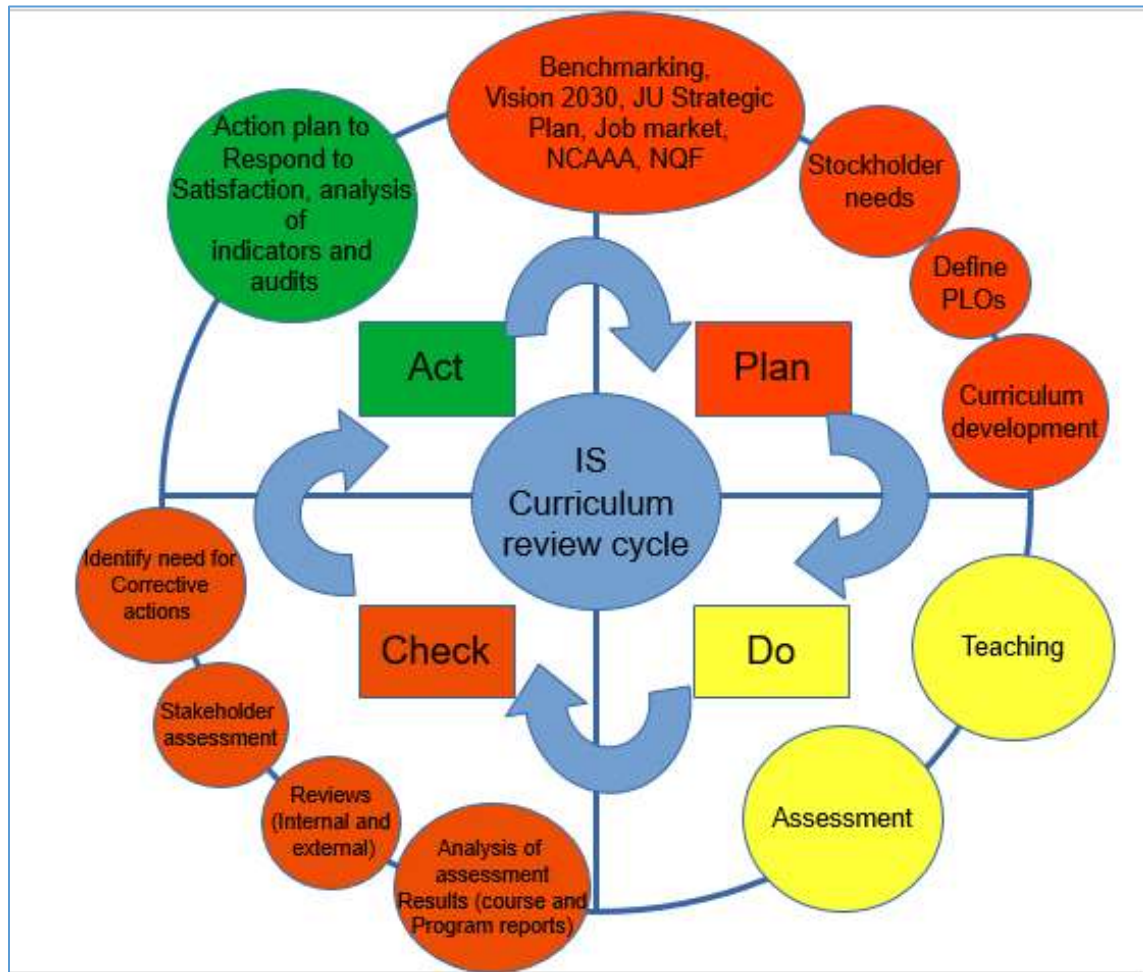 Benchmarking,
Vision 2030, JU Strategic
Plan, Job market,
NCAAA, NQF
Stockholder
needs
Define
PLOs
Curriculum
development
Teaching
Assessment
Analysis of
assessment
Results (course and
Program reports)
Reviews
(Internal and
external)
Stakeholder
assessment
Identify need for
Corrective
actions
Action plan to
Respond to
Satisfaction, analysis
of
indicators and
audits
Act
Plan
Do
Check
IS
Curriculum
review cycle